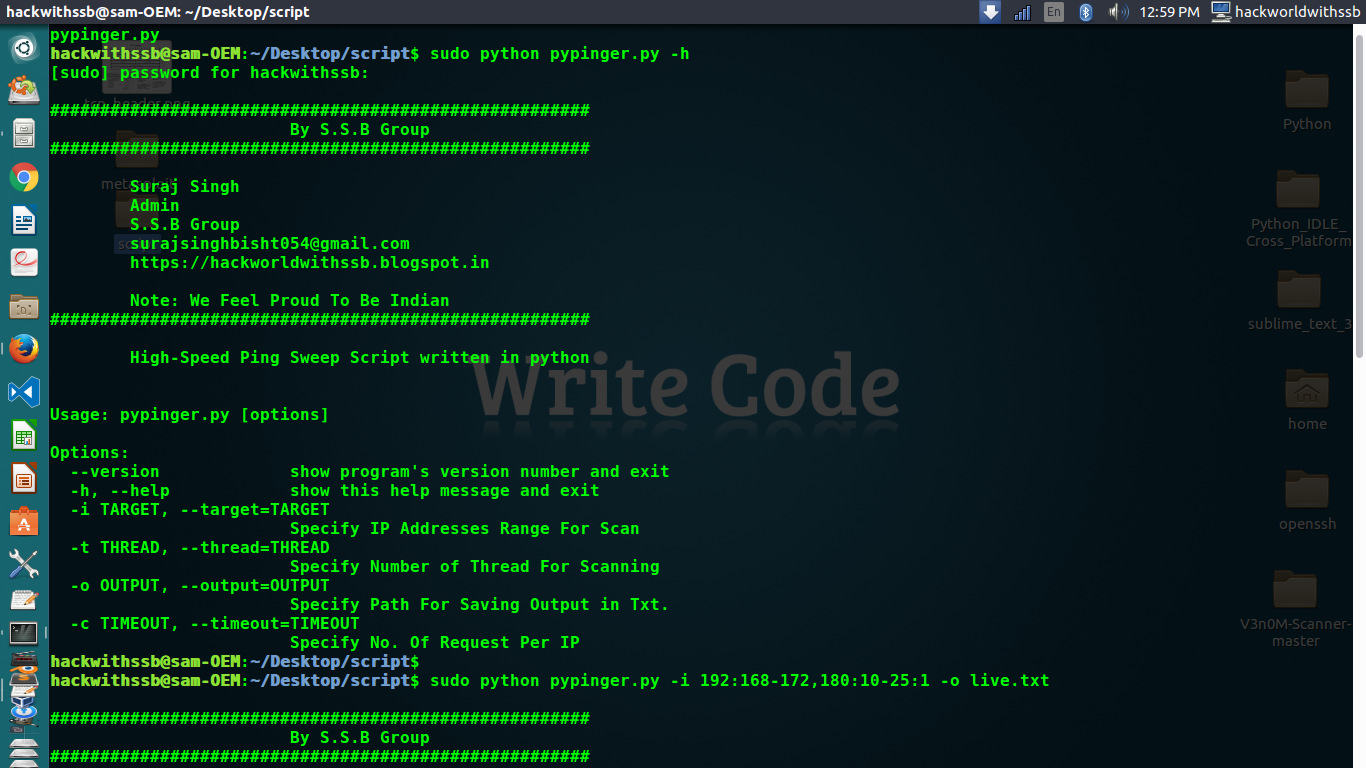 hackwithssb@sam-OEM: ~/Desktop/script
En
12:59 PM
hackworldwithssb
pypinger.py
hackwithssb@sam-OEM:~/Desktop/script$ sudo python pypinger.py -h
[sudo] password for hackwithssb:
tcp_header.png
######################################################
By S.S.B Group
######################################################
Suraj Singh
Admin
S.S.B Group
surajsinghbisht054@gmail.com
https://hackworldwithssb.blogspot.in
Note: We Feel Proud To Be Indian
######################################################
High-Speed Ping Sweep Script written in python
Write Code
Usage: pypinger.py [options]
Options:
--version show program's version number and exit
-h, --help show this help message and exit
-i TARGET, --target=TARGET
Specify IP Addresses Range For Scan
-t THREAD, --thread=THREAD
Specify Number of Thread For Scanning
-o OUTPUT, --output=OUTPUT
Specify Path For Saving Output in Txt.
-c TIMEOUT, --timeout=TIMEOUT
Specify No. Of Request Per IP
hackwithssb@sam-OEM:~/Desktop/script$
hackwithssb@sam-OEM:~/Desktop/script$ sudo python pypinger.py -i 192:168-172,180:10-25:1 -o live.txt
######################################################
By S.S.B Group
######################################################
Python
Python_IDLE_
Cross_Platform
sublime_text_3
home
openssh
V3n0M-Scanner-
master